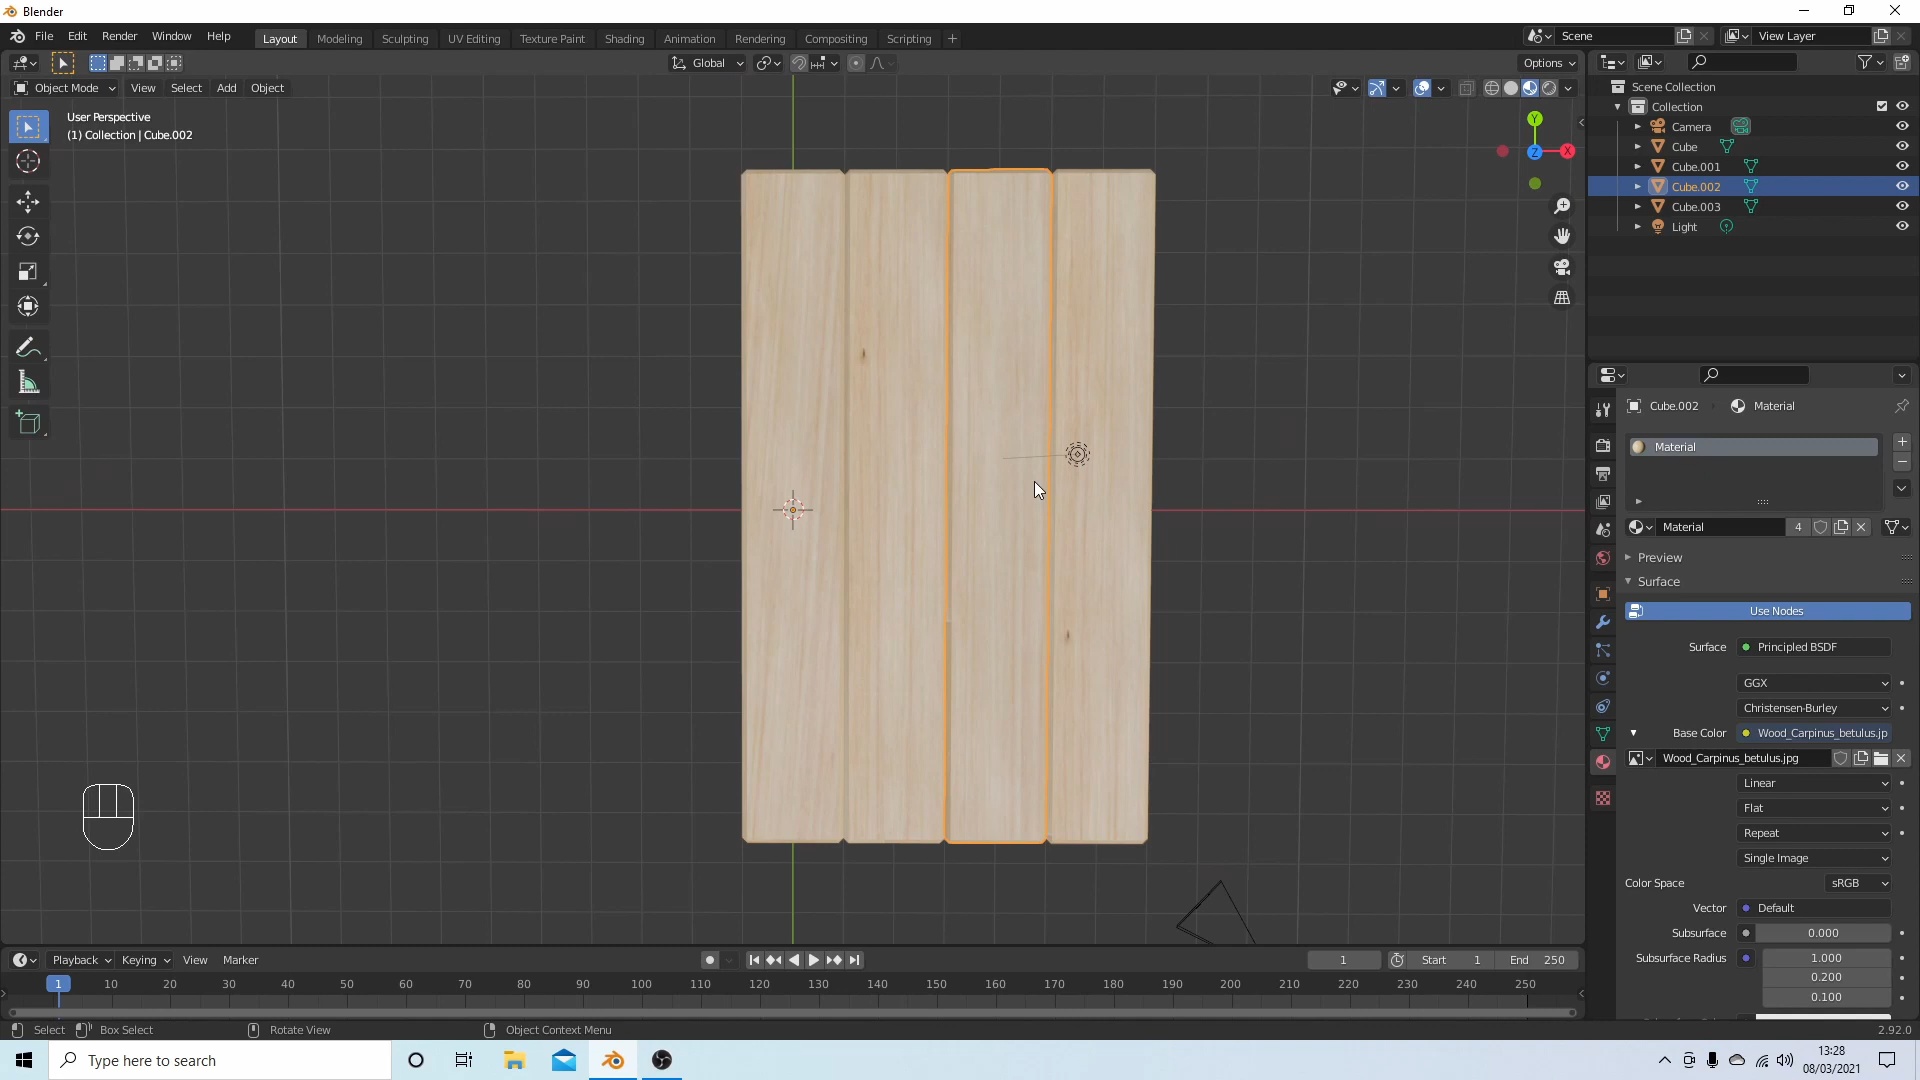 Blender
File Edit Render Window Help
Layout Modeling Sculpting UV Editing Texture Paint Shading Animation Rendering Compositing Scripting +
Scene
View Layer
Global
Options
Object Mode View Select Add Object
User Perspective
(1) Collection | Cube.002
Y
Z
X
Scene Collection
Collection
Camera
Cube
Cube.001
Cube.002
Cube.003
Light
Cube.002
Material
Material
Material 4
Preview
Surface
Use Nodes
Surface Principled BSDF
GGX
Christensen-Burley
Base Color Wood_Carpinus_betulus.jp
Wood_Carpinus_betulus.jpg
Linear
Flat
Repeat
Single Image
Color Space sRGB
Vector Default
Subsurface 0.000
Subsurface Radius 1.000
0.200
0.100
Playback Keying View Marker
1
Start 1
End 250
1 10 20 30 40 50 60 70 80 90 100 110 120 130 140 150 160 170 180 190 200 210 220 230 240 250
Select Box Select Rotate View Object Context Menu
2.92.0
Type here to search
13:28
08/03/2021